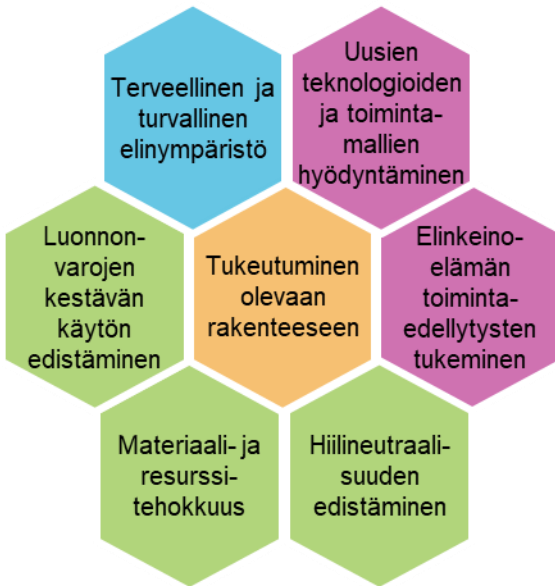 Terveellinen ja
turvallinen
elinympäristö
Uusien
teknologioiden
ja toiminta-
mallien
hyödyntäminen
Luonnon-
varojen
kestävän
käytön
edistäminen
Tukeutuminen
olevaan
rakenteeseen
Elinkeino-
elämän
toiminta-
edellytysten
tukeminen
Materiaali- ja
resurssi-
tehokkuus
Hiilineutraali-
suuden
edistäminen